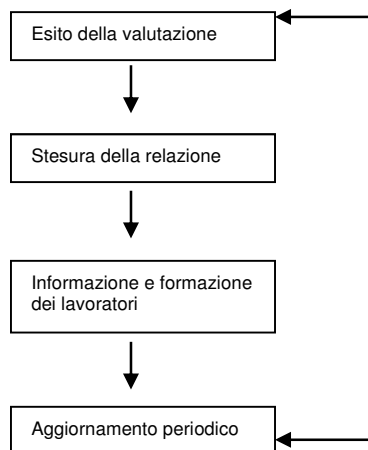 Esito della valutazione
Stesura della relazione
Informazione e formazione
dei lavoratori
Aggiornamento periodico